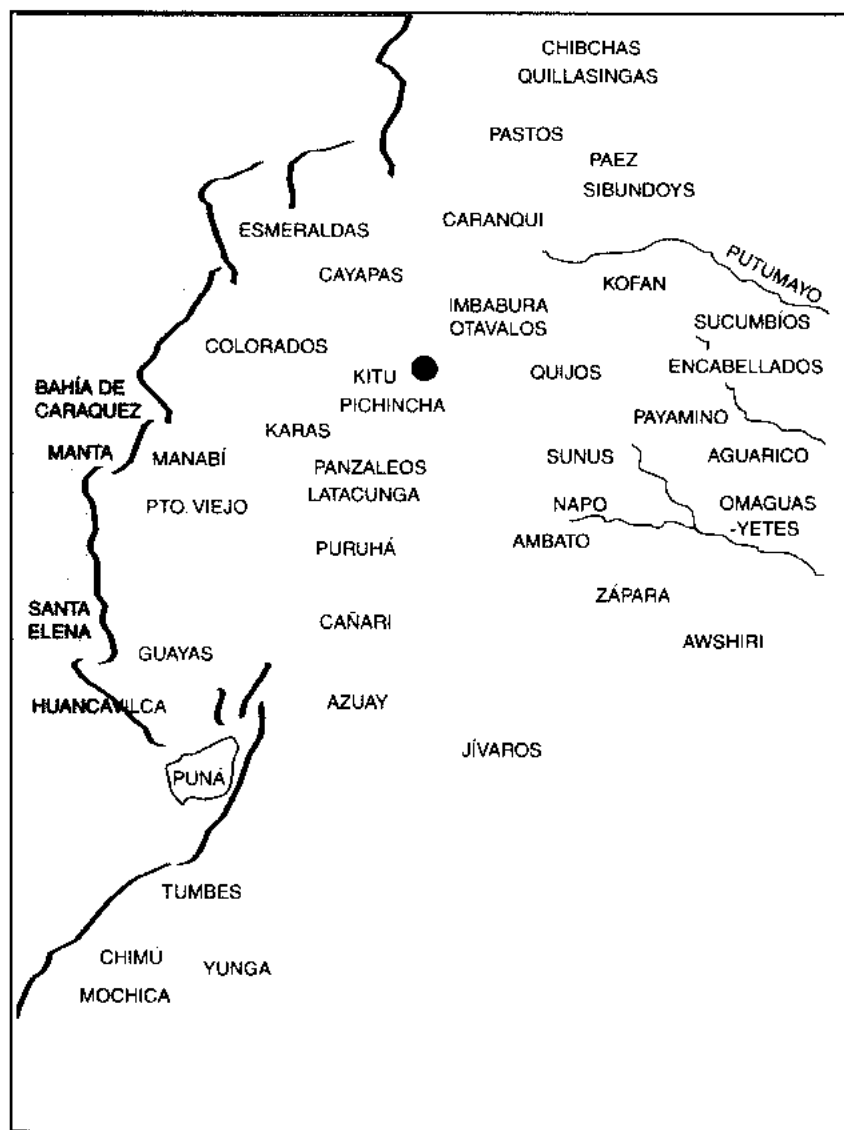 CHIBCHAS
QUILLASINGAS
PASTOS
PAEZ
SIBUNDOYS
CARANQUI
ESMERALDAS
PUTUMAYO
CAYAPAS
KOFAN
IMBABURA
OTAVALOS
SUCUMBÍOS
COLORADOS
ENCABELLADOS
KITU
QUIJOS
BAHÍA DE
CARAQUEZ
PICHINCHA
PAYAMINO
KARAS
MANTA
MANABÍ
SUNUS
AGUARICO
PANZALEOS
LATACUNGA
PTO. VIEJO
NAPO
OMAGUAS
-YETES
AMBATO
PURUHÁ
ZÁPARA
SANTA
ELENA
CAÑARI
AWSHIRI
GUAYAS
HUANCAVILCA
AZUAY
JÍVAROS
PUNÁ
TUMBES
CHIMÚ
YUNGA
MOCHICA